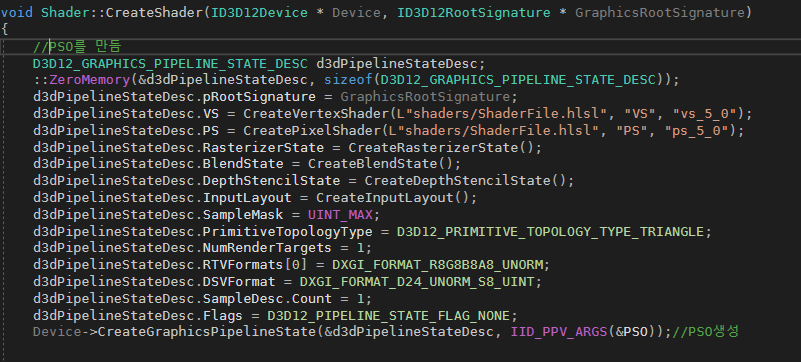 void Shader::CreateShader(ID3D12Device * Device, ID3D12RootSignature * GraphicsRootSignature)
{
//PSO를 만듬
D3D12_GRAPHICS_PIPELINE_STATE_DESC d3dPipelineStateDesc;
::ZeroMemory(&d3dPipelineStateDesc, sizeof(D3D12_GRAPHICS_PIPELINE_STATE_DESC));
d3dPipelineStateDesc.pRootSignature = GraphicsRootSignature;
d3dPipelineStateDesc.VS = CreateVertexShader(L"shaders/ShaderFile.hlsl", "VS", "vs_5_0");
d3dPipelineStateDesc.PS = CreatePixelShader(L"shaders/ShaderFile.hlsl", "PS", "ps_5_0");
d3dPipelineStateDesc.RasterizerState = CreateRasterizerState();
d3dPipelineStateDesc.BlendState = CreateBlendState();
d3dPipelineStateDesc.DepthStencilState = CreateDepthStencilState();
d3dPipelineStateDesc.InputLayout = CreateInputLayout();
d3dPipelineStateDesc.SampleMask = UINT_MAX;
d3dPipelineStateDesc.PrimitiveTopologyType = D3D12_PRIMITIVE_TOPOLOGY_TYPE_TRIANGLE;
d3dPipelineStateDesc.NumRenderTargets = 1;
d3dPipelineStateDesc.RTVFormats[0] = DXGI_FORMAT_R8G8B8A8_UNORM;
d3dPipelineStateDesc.DSVFormat = DXGI_FORMAT_D24_UNORM_S8_UINT;
d3dPipelineStateDesc.SampleDesc.Count = 1;
d3dPipelineStateDesc.Flags = D3D12_PIPELINE_STATE_FLAG_NONE;
Device->CreateGraphicsPipelineState(&d3dPipelineStateDesc, IID_PPV_ARGS(&PSO));//PSO생성